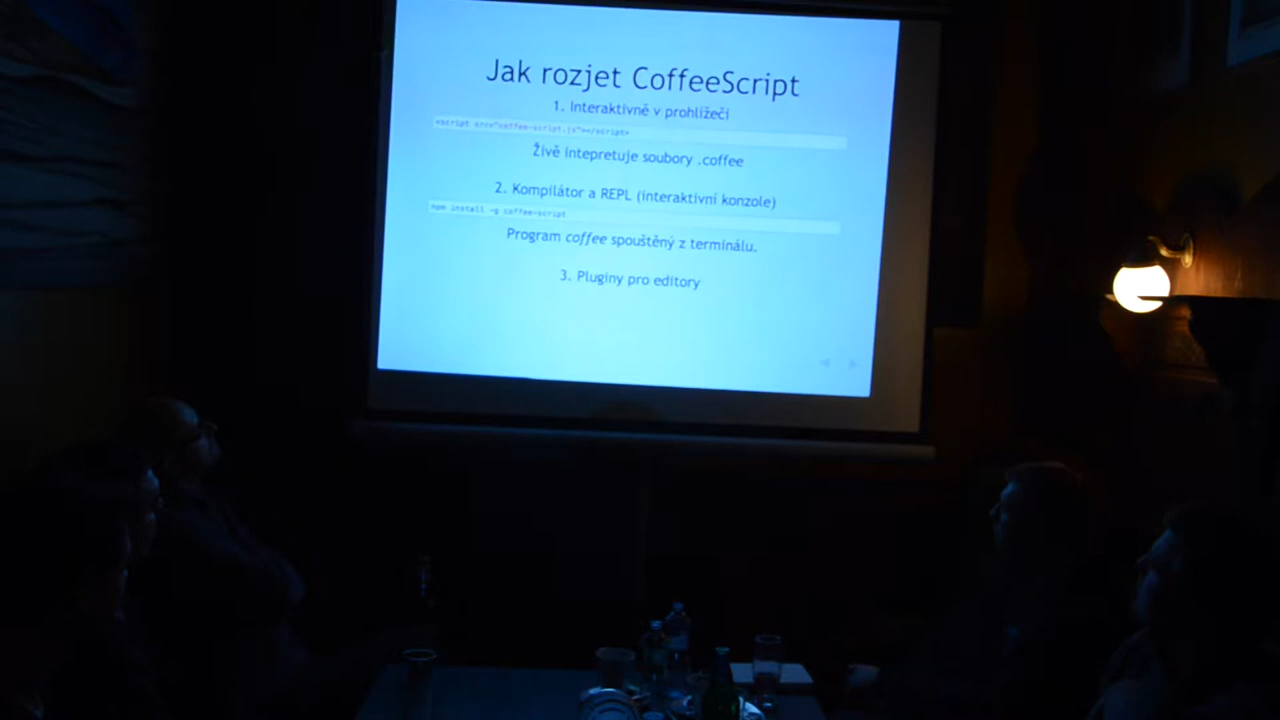 Jak rozjet CoffeeScript
1. Interaktivně v prohlížeči
<script src="coffee-script.js"></script>
Živě intepretuje soubory .coffee
2. Kompilátor a REPL (interaktivní konzole)
npm install -g coffee-script
Program coffee spouštěný z terminálu.
3. Pluginy pro editory